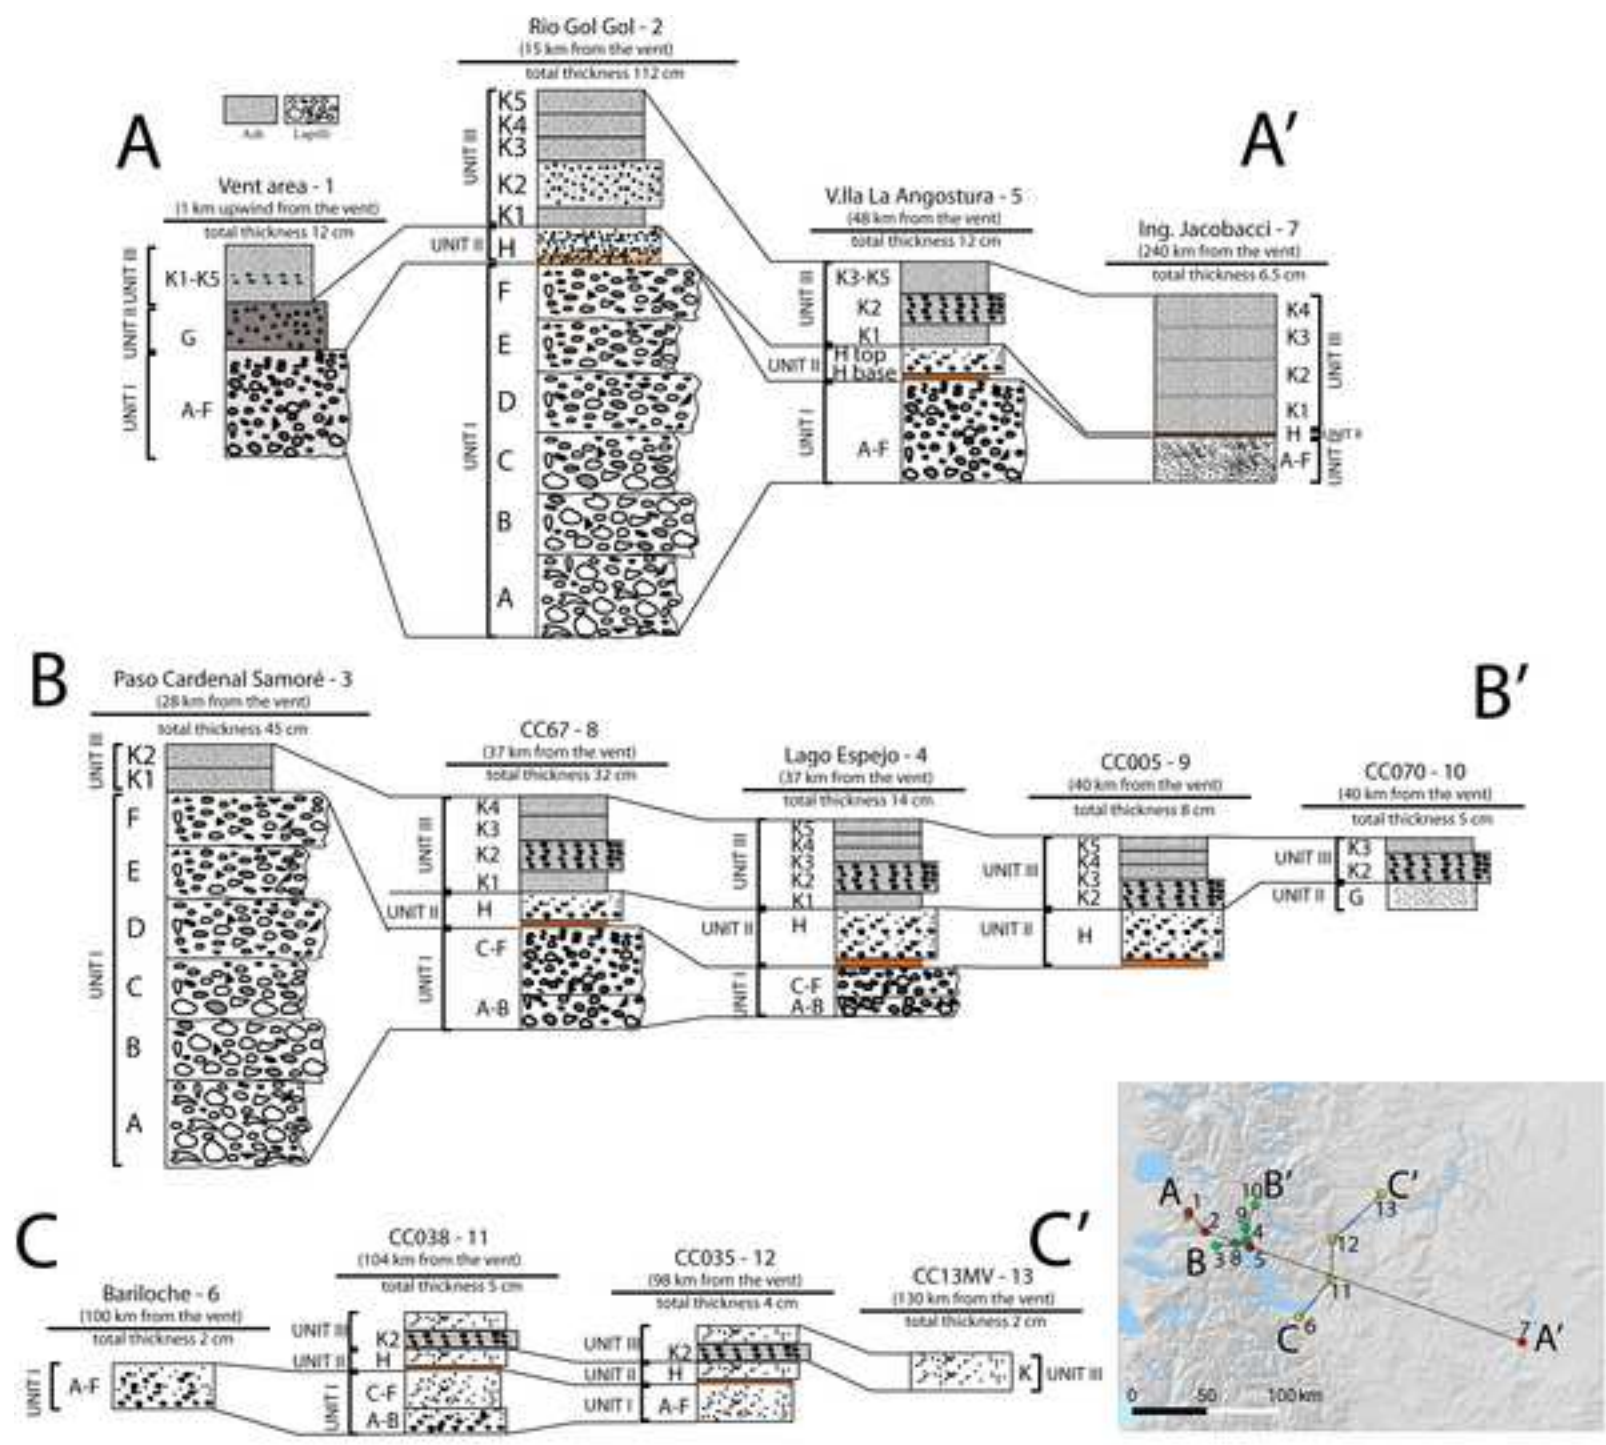 A
A'
Ash
Lapilli
Vent area - 1
(1 km upwind from the vent)
total thickness 12 cm
UNIT III
UNIT II
UNIT I
K1-K5
G
A-F
Rio Gol Gol - 2
(15 km from the vent)
total thickness 112 cm
UNIT III
UNIT II
UNIT I
K5
K4
K3
K2
K1
H
F
E
D
C
B
A
V.lla La Angostura - 5
(48 km from the vent)
total thickness 12 cm
UNIT III
UNIT II
UNIT I
K3-K5
K2
K1
H top
H base
A-F
Ing. Jacobacci - 7
(240 km from the vent)
total thickness 6.5 cm
K4
K3
K2
K1
H
A-F
UNIT III
UNIT II
UNIT I
B
B'
Paso Cardenal Samoré - 3
(28 km from the vent)
total thickness 45 cm
UNIT III
UNIT I
K2
K1
F
E
D
C
B
A
CC67 - 8
(37 km from the vent)
total thickness 32 cm
UNIT III
UNIT II
UNIT I
K4
K3
K2
K1
H
C-F
A-B
Lago Espejo - 4
(37 km from the vent)
total thickness 14 cm
UNIT III
UNIT II
UNIT I
K5
K4
K3
K2
K1
H
C-F
A-B
CC005 - 9
(40 km from the vent)
total thickness 8 cm
UNIT III
UNIT II
K5
K4
K3
K2
H
CC070 - 10
(40 km from the vent)
total thickness 5 cm
UNIT III
UNIT II
K3
K2
G
C
C'
Bariloche - 6
(100 km from the vent)
total thickness 2 cm
UNIT I
A-F
CC038 - 11
(104 km from the vent)
total thickness 5 cm
UNIT III
UNIT II
UNIT I
K2
H
C-F
A-B
CC035 - 12
(98 km from the vent)
total thickness 4 cm
UNIT III
UNIT II
UNIT I
K2
H
A-F
CC13MV - 13
(130 km from the vent)
total thickness 2 cm
K
UNIT III
A
1
2
B
3
8
4
5
9
10
B'
C
6
11
12
13
C'
7
A'
0
50
100 km